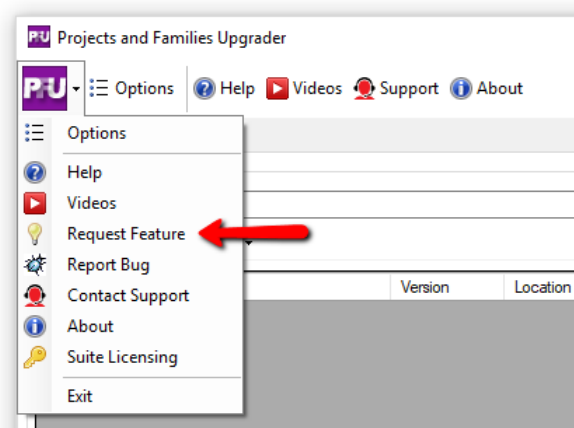 PFU Projects and Families Upgrader
PFU Options Help Videos Support About
Options
Help
Videos
Request Feature
Report Bug
Version Location
Contact Support
About
Suite Licensing
Exit